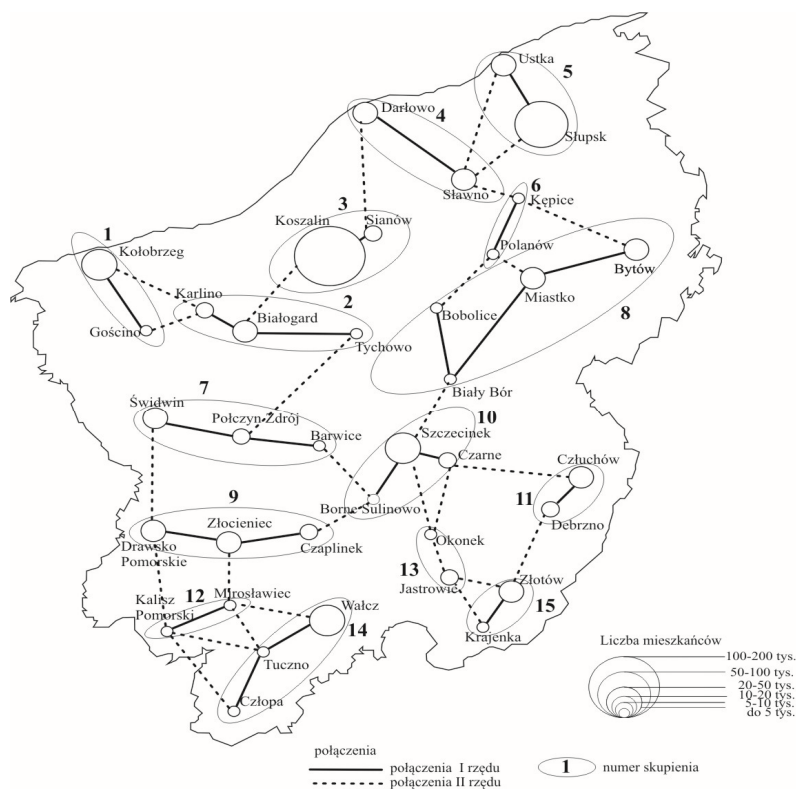 Ustka
5
Darłowo
4
Słupsk
Sławno
6
Kępice
3
Koszalin
Sianów
1
Kołobrzeg
Polanów
Bytów
Miastko
Karlino
2
Białogard
Bobolice
8
Gościno
Tychowo
Biały Bór
7
Świdwin
Połczyn Zdrój
Barwice
10
Szczecinek
Czarne
Człuchów
11
Borne Sulinowo
Debrzno
9
Złocieniec
Drawsko
Pomorskie
Czaplinek
Okonek
13
Jastrowie
Złotów
12
Mirosławiec
Kalisz
Pomorski
Wałcz
14
15
Krajenka
Tuczno
Człopa
Liczba mieszkańców
100-200 tys.
50-100 tys.
20-50 tys.
10-20 tys.
5-10 tys.
do 5 tys.
połączenia
połączenia I rzędu
połączenia II rzędu
1 numer skupienia